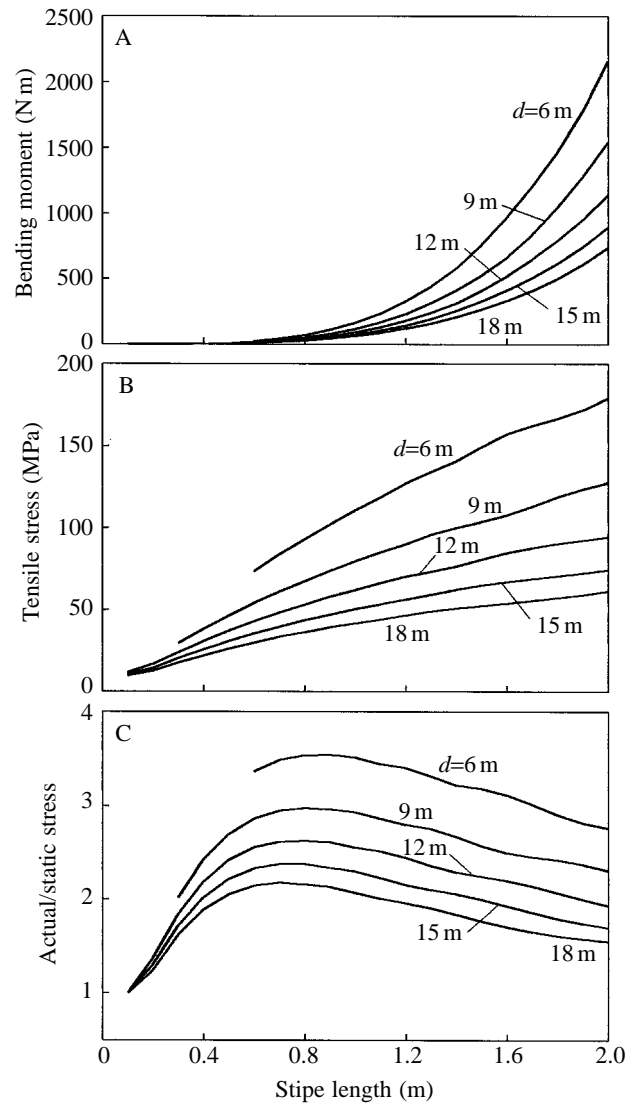 A
2500
2000
1500
1000
500
0
Bending moment (N m)
d=6 m
9 m
12 m
15 m
18 m
B
200
150
100
50
0
Tensile stress (MPa)
d=6 m
9 m
12 m
15 m
18 m
C
4
3
2
1
Actual/static stress
d=6 m
9 m
12 m
15 m
18 m
0 0.4 0.8 1.2 1.6 2.0
Stipe length (m)